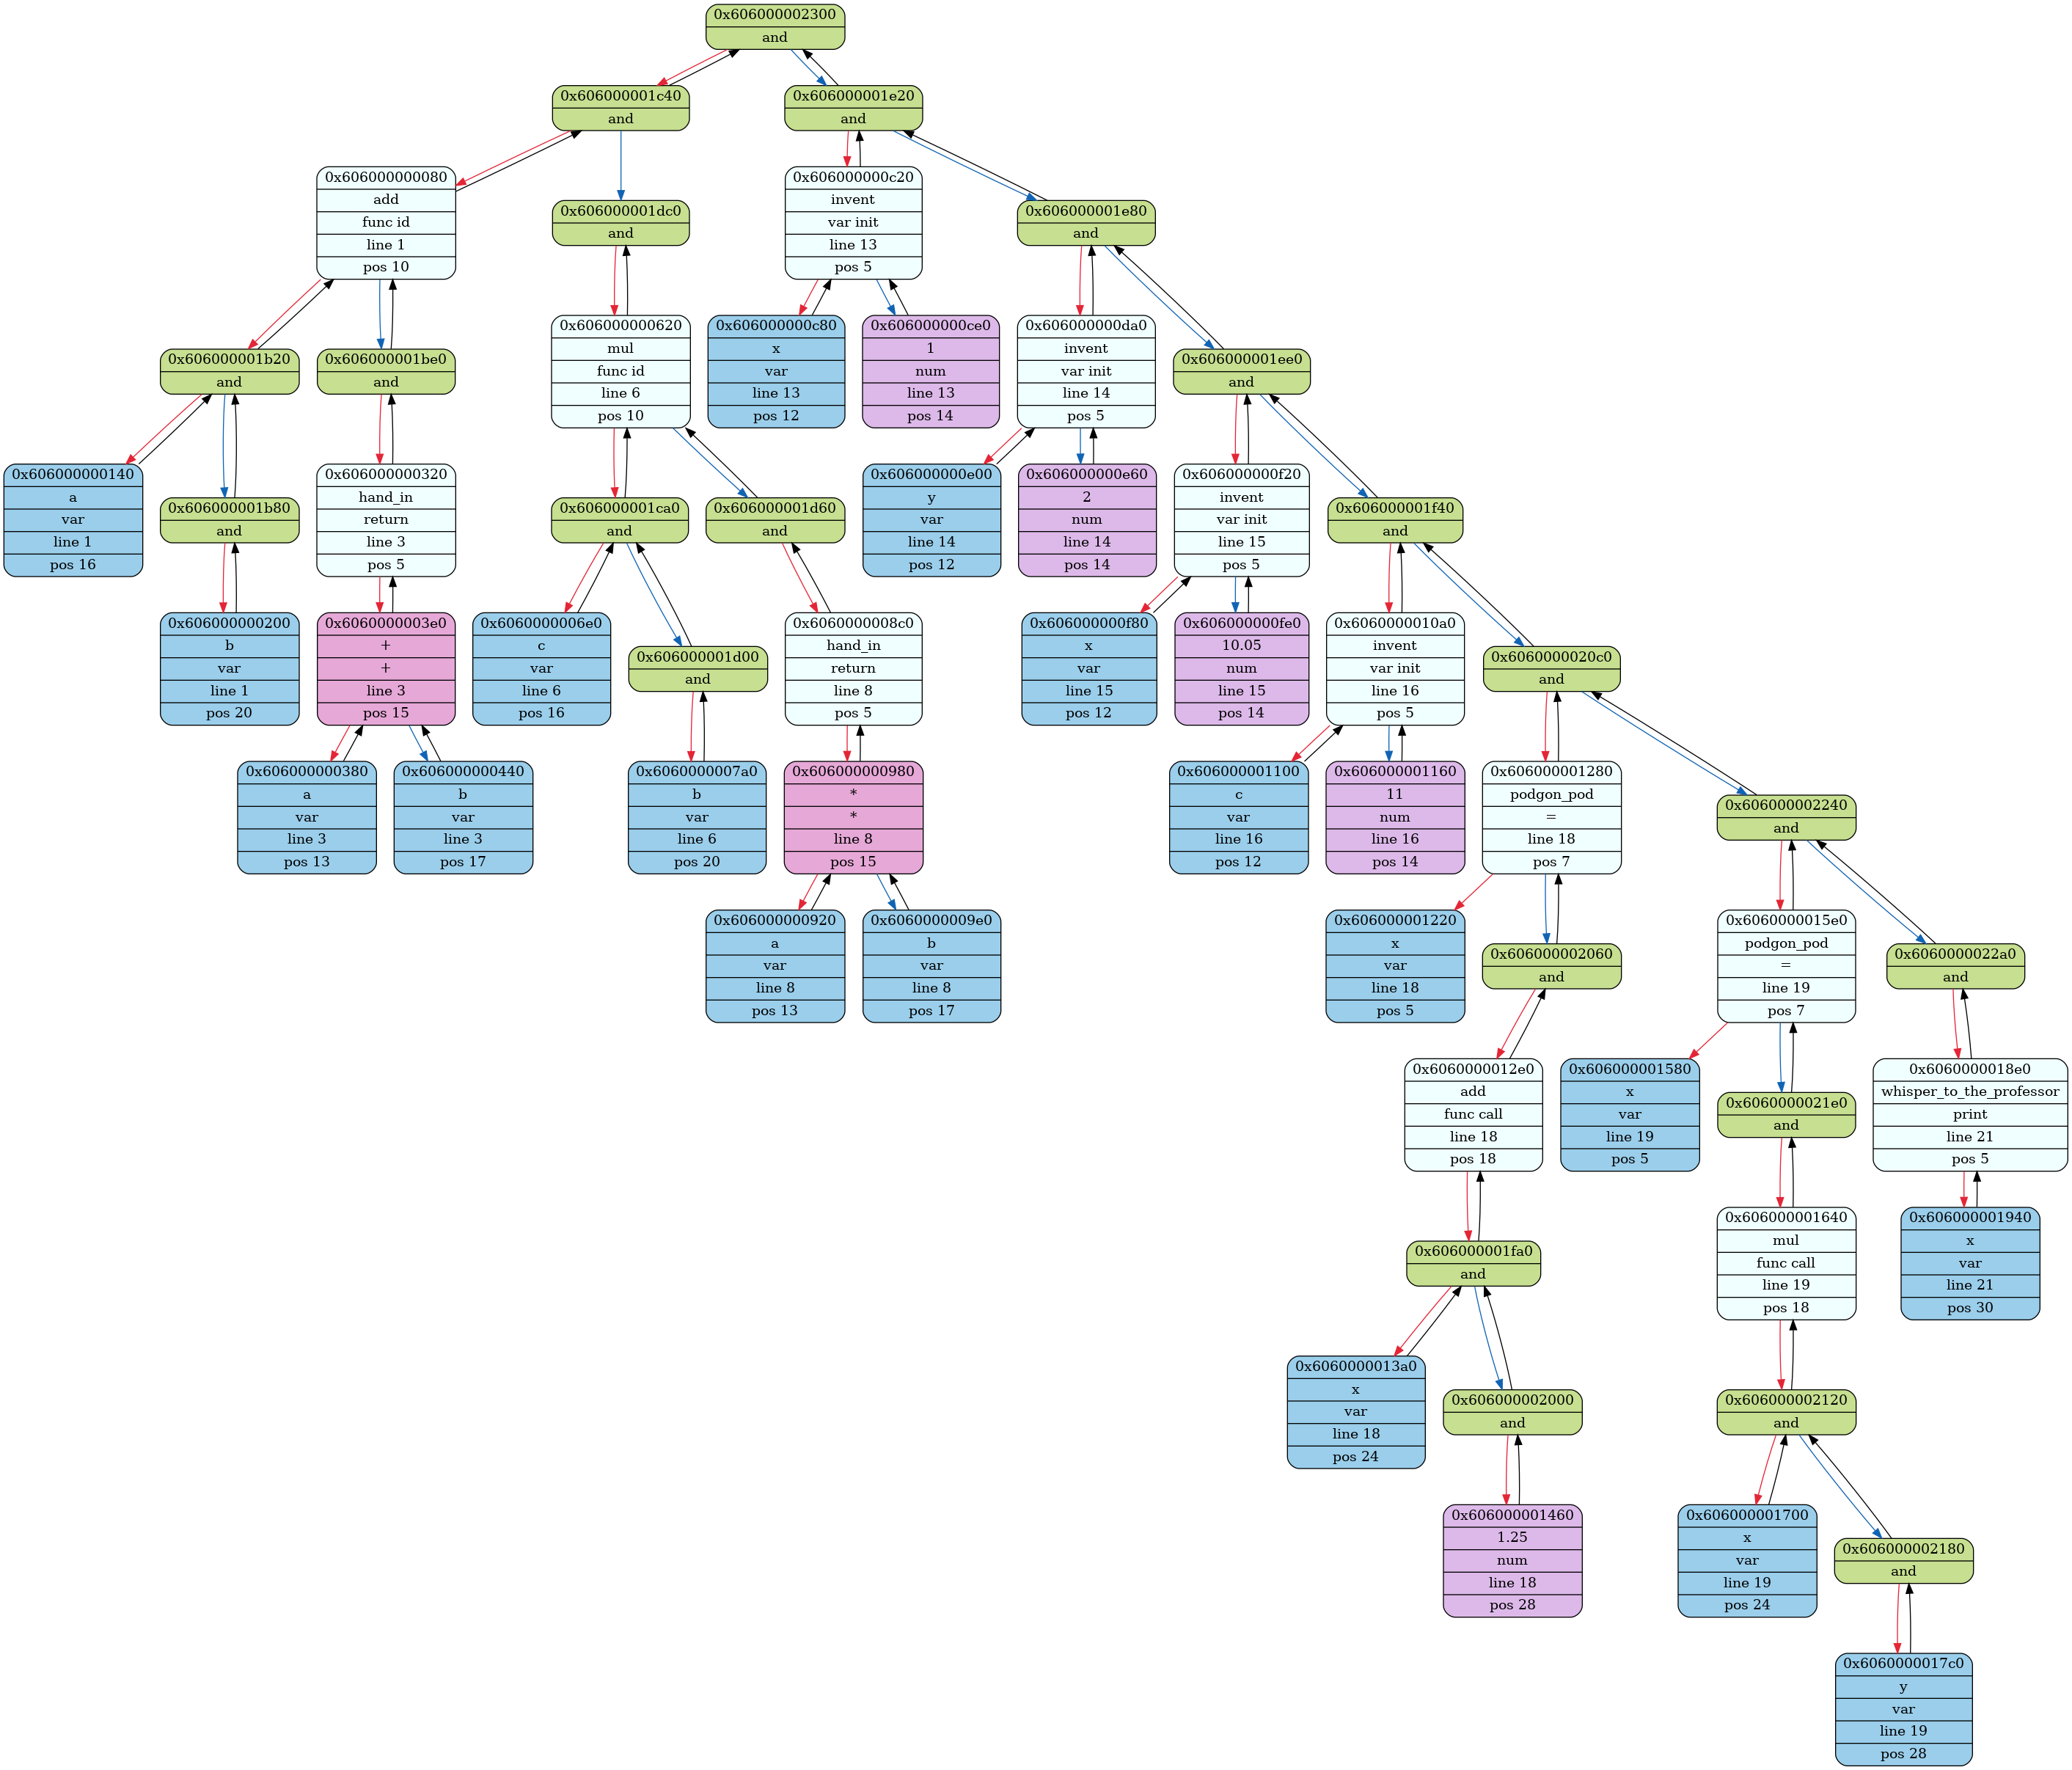 0x606000002300
and
0x606000001c40
and
0x606000001e20
and
0x606000000080
add
func id
line 1
pos 10
0x606000001dc0
and
0x606000000c20
invent
var init
line 13
pos 5
0x606000001e80
and
0x606000001b20
and
0x606000001be0
and
0x606000000620
mul
func id
line 6
pos 10
0x606000000c80
x
var
line 13
pos 12
0x606000000ce0
1
num
line 13
pos 14
0x606000000da0
invent
var init
line 14
pos 5
0x606000001ee0
and
0x606000000140
a
var
line 1
pos 16
0x606000001b80
and
0x606000000320
hand_in
return
line 3
pos 5
0x606000001ca0
and
0x606000001d60
and
0x606000000e00
y
var
line 14
pos 12
0x606000000e60
2
num
line 14
pos 14
0x606000000f20
invent
var init
line 15
pos 5
0x606000001f40
and
0x606000000200
b
var
line 1
pos 20
0x6060000003e0
+
+
line 3
pos 15
0x6060000006e0
c
var
line 6
pos 16
0x606000001d00
and
0x6060000008c0
hand_in
return
line 8
pos 5
0x606000000f80
x
var
line 15
pos 12
0x606000000fe0
10.05
num
line 15
pos 14
0x6060000010a0
invent
var init
line 16
pos 5
0x6060000020c0
and
0x606000000380
a
var
line 3
pos 13
0x606000000440
b
var
line 3
pos 17
0x6060000007a0
b
var
line 6
pos 20
0x606000000980
*
*
line 8
pos 15
0x606000001100
c
var
line 16
pos 12
0x606000001160
11
num
line 16
pos 14
0x606000001280
podgon_pod
=
line 18
pos 7
0x606000002240
and
0x606000000920
a
var
line 8
pos 13
0x6060000009e0
b
var
line 8
pos 17
0x606000001220
x
var
line 18
pos 5
0x606000002060
and
0x6060000015e0
podgon_pod
=
line 19
pos 7
0x6060000022a0
and
0x6060000012e0
add
func call
line 18
pos 18
0x606000001580
x
var
line 19
pos 5
0x6060000021e0
and
0x6060000018e0
whisper_to_the_professor
print
line 21
pos 5
0x606000001fa0
and
0x606000001640
mul
func call
line 19
pos 18
0x606000001940
x
var
line 21
pos 30
0x6060000013a0
x
var
line 18
pos 24
0x606000002000
and
0x606000002120
and
0x606000001460
1.25
num
line 18
pos 28
0x606000001700
x
var
line 19
pos 24
0x606000002180
and
0x6060000017c0
y
var
line 19
pos 28